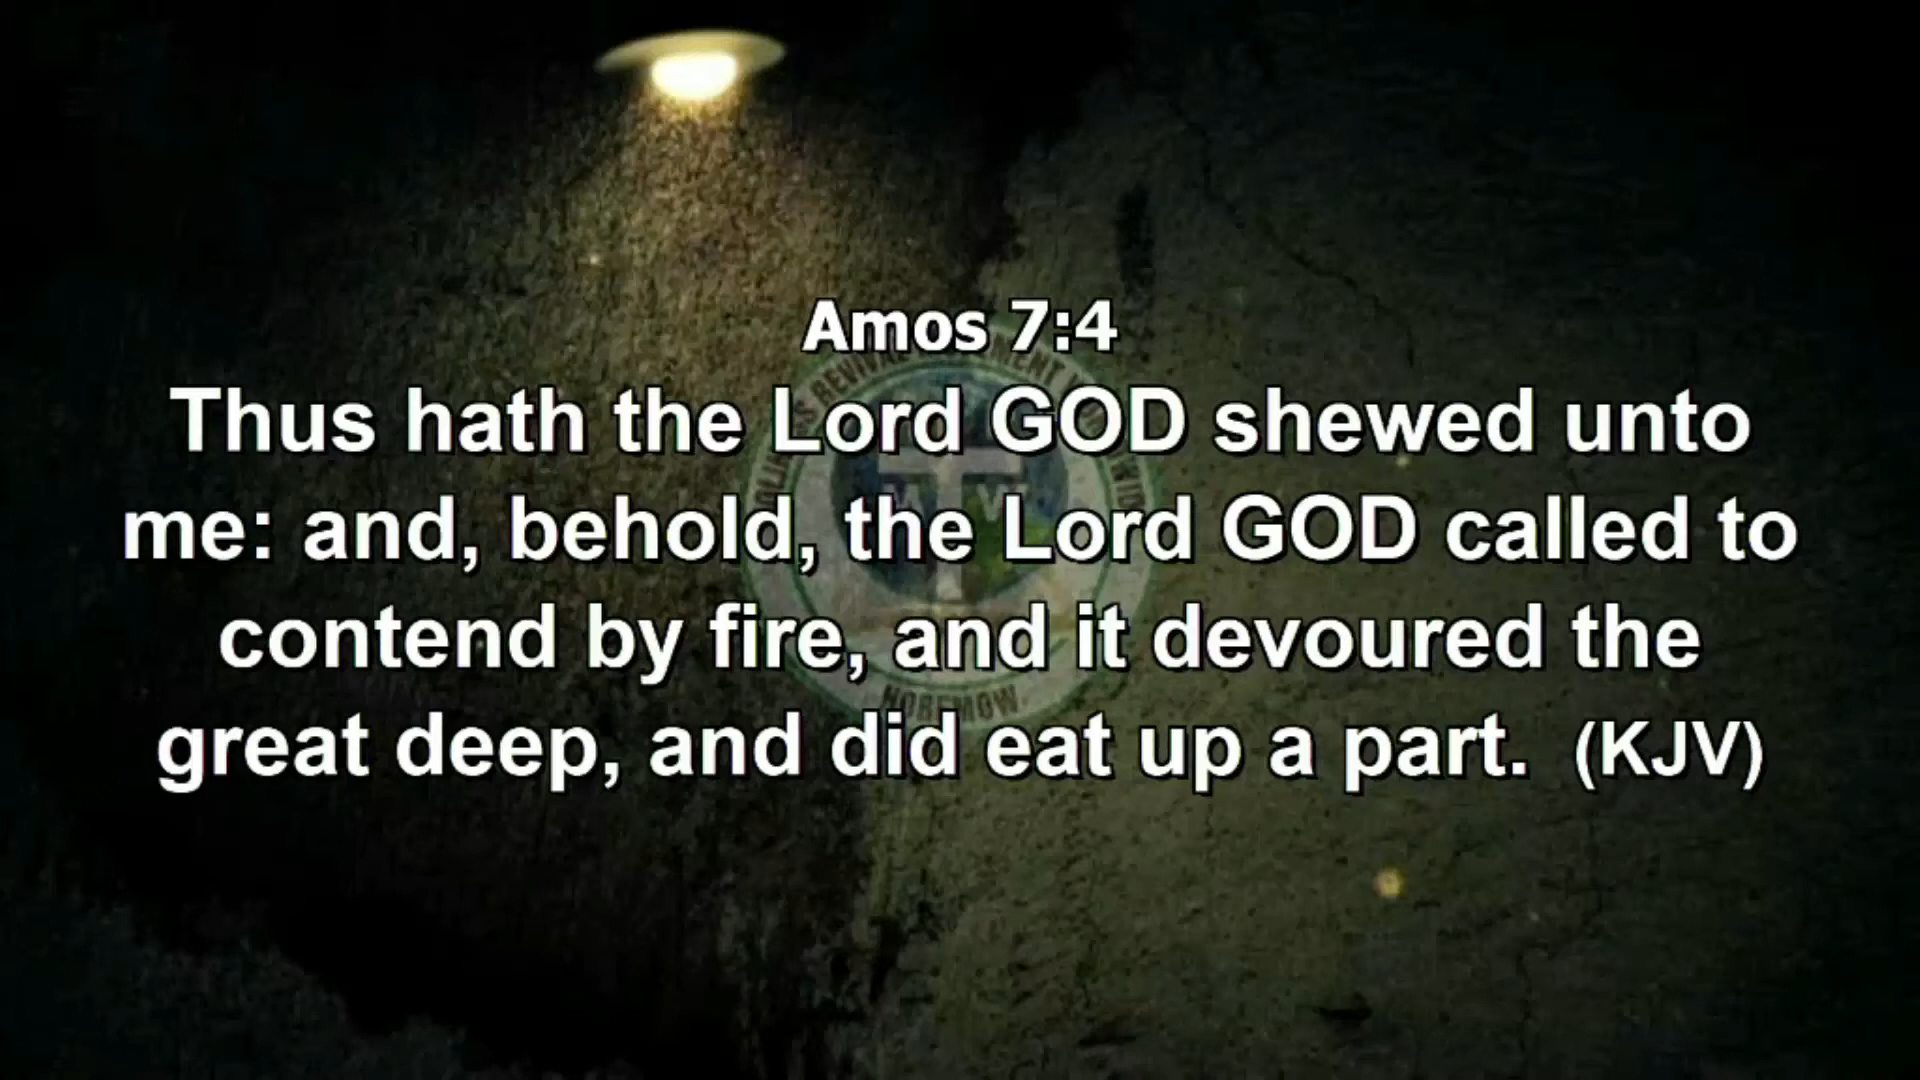 Amos 7:4
Thus hath the Lord GOD shewed unto
me: and, behold, the Lord GOD called to
contend by fire, and it devoured the
great deep, and did eat up a part. (KJV)
HOREMOW